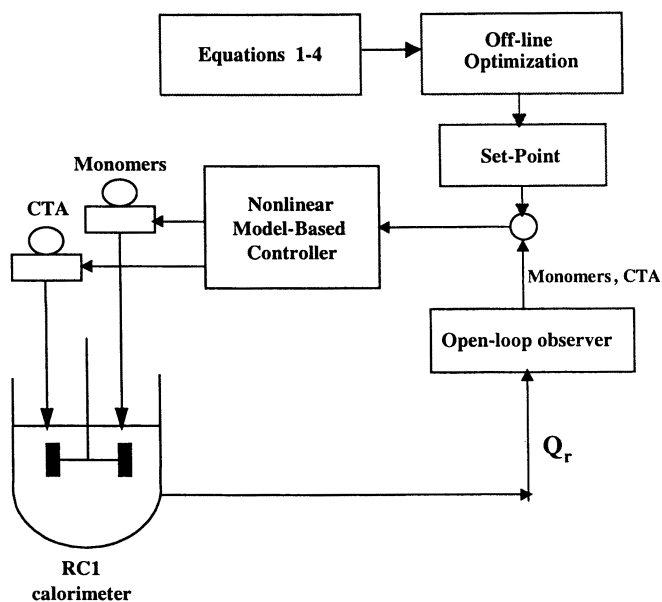 Equations 1-4
Off-line
Optimization
Set-Point
Monomers
CTA
Nonlinear
Model-Based
Controller
Monomers, CTA
Open-loop observer
Qr
RC1
calorimeter